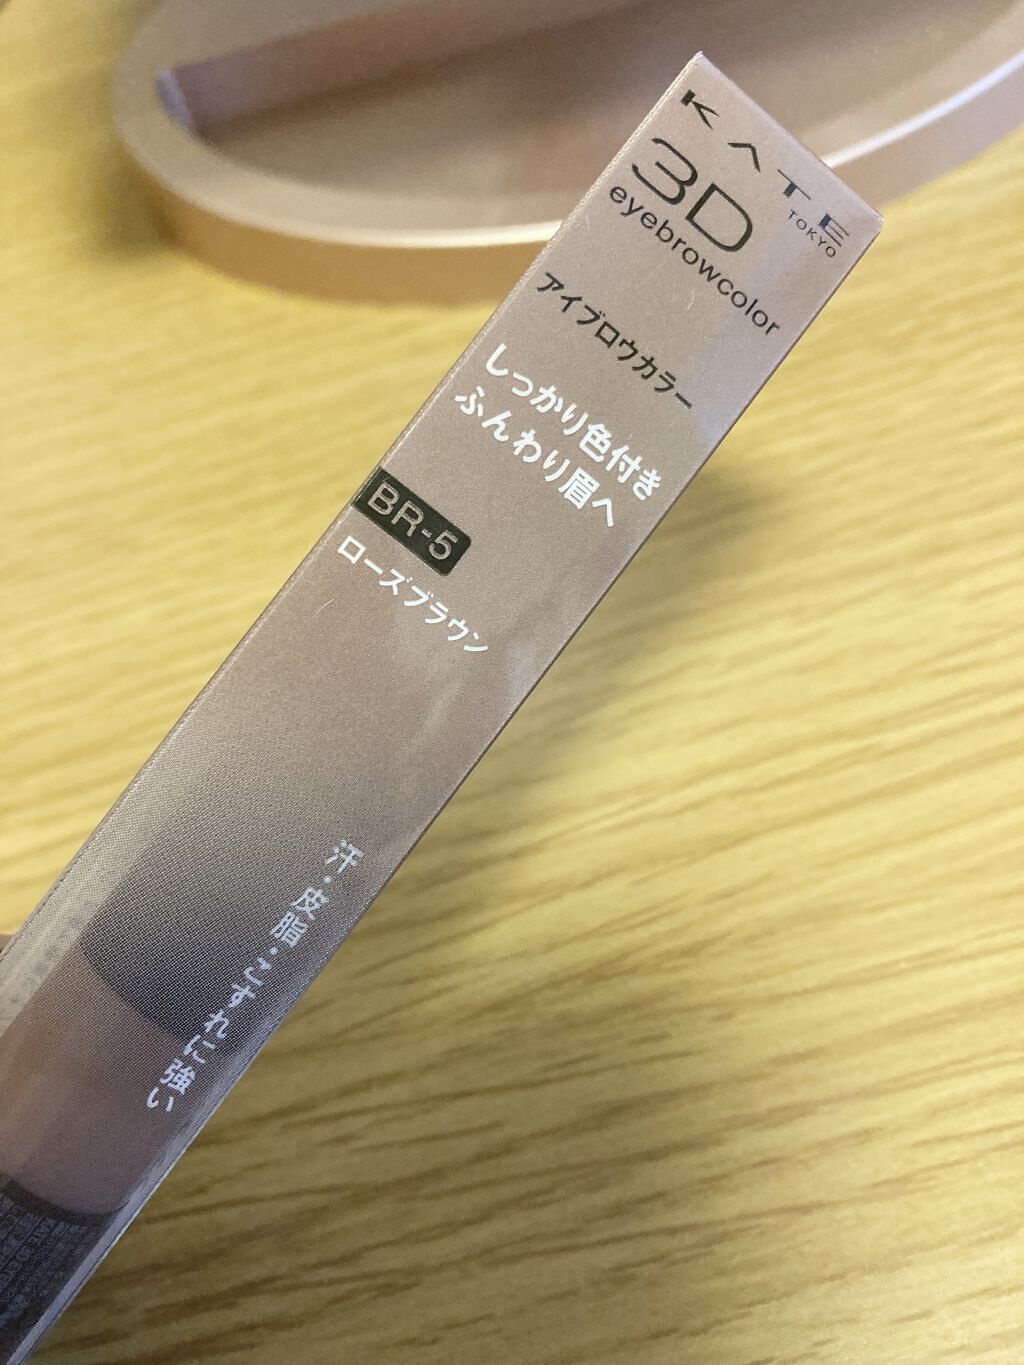 KATE
TOKYO
3D
eyebrowcolor
アイブロウカラー
しっかり色付き
ふんわり眉へ
BR-5
ローズブラウン
汗・皮脂・こすれに強い